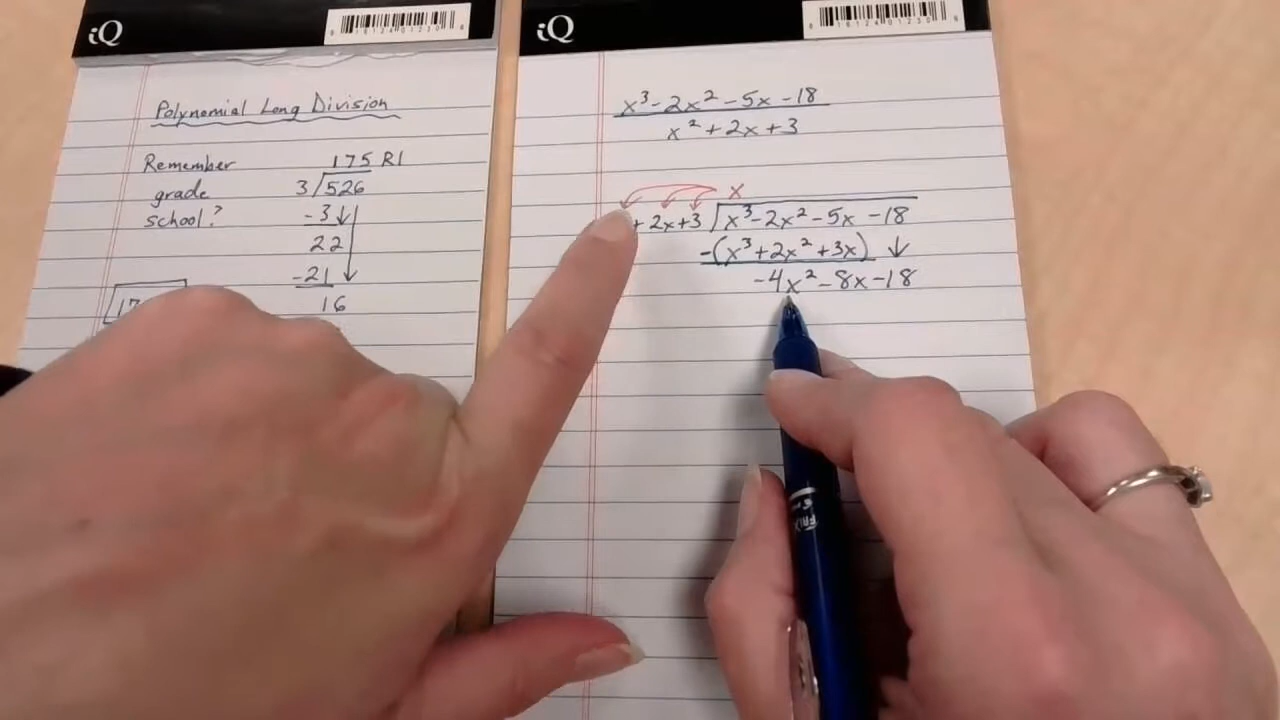 iQ
Polynomial Long Division
Remember
grade
school?
175 R1
3/526
-3↓
22
-21
16
17
iQ
x³-2x²-5x-18
x²+2x+3
x
+2x+3 x³-2x²-5x-18
-(x³+2x²+3x) ↓
-4x²-8x-18